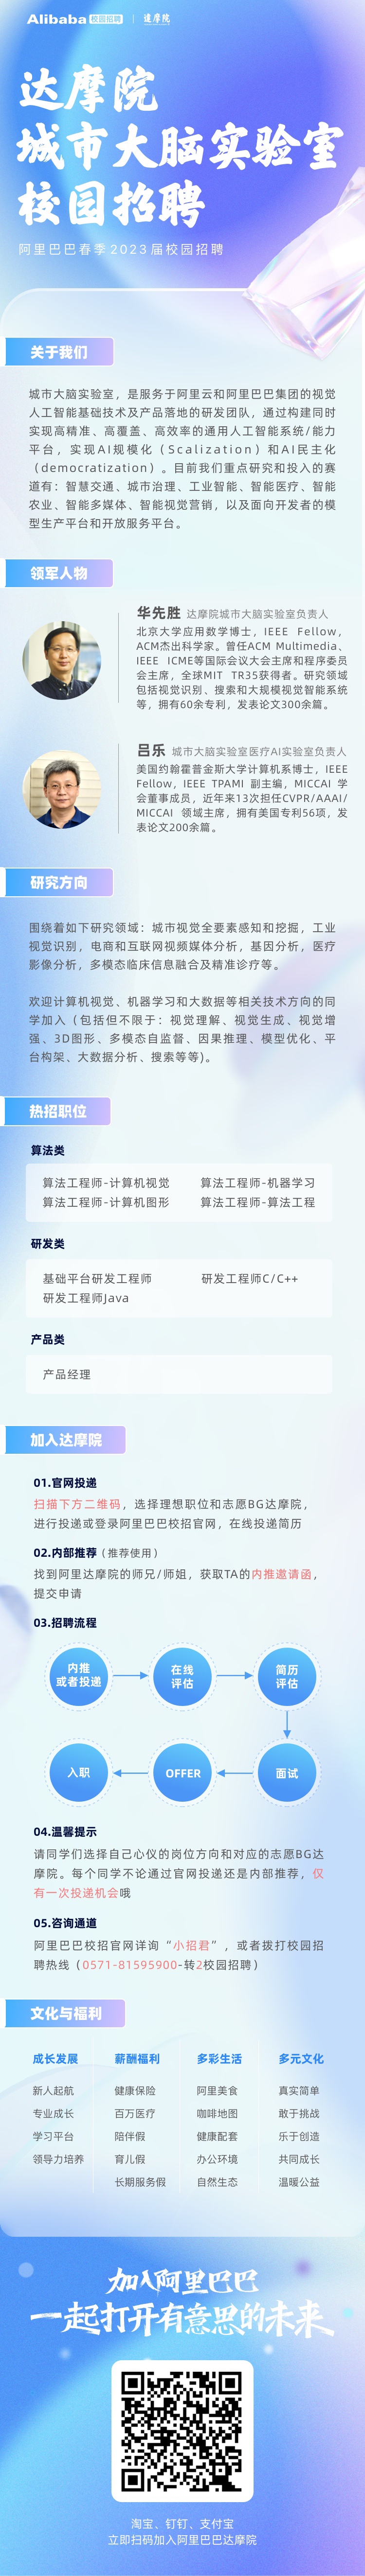 Alibaba 校园招聘 | 达摩院
达摩院
城市大脑实验室
校园招聘
阿里巴巴春季2023届校园招聘
关于我们
城市大脑实验室，是服务于阿里云和阿里巴巴集团的视觉
人工智能基础技术及产品落地的研发团队，通过构建同时
实现高精准、高覆盖、高效率的通用人工智能系统/能力
平台，实现AI规模化（Scalization）和AI民主化
（democratization）。目前我们重点研究和投入的赛
道有：智慧交通、城市治理、工业智能、智能医疗、智能
农业、智能多媒体、智能视觉营销，以及面向开发者的模
型生产平台和开放服务平台。
领军人物
华先胜 达摩院城市大脑实验室负责人
北京大学应用数学博士，IEEE Fellow，
ACM杰出科学家。曾任ACM Multimedia、
IEEE ICME等国际会议大会主席和程序委员
会主席，全球MIT TR35获得者。研究领域
包括视觉识别、搜索和大规模视觉智能系统
等，拥有60余专利，发表论文300余篇。
吕乐 城市大脑实验室医疗AI实验室负责人
美国约翰霍普金斯大学计算机系博士，IEEE
Fellow，IEEE TPAMI 副主编，MICCAI 学
会董事成员，近年来13次担任CVPR/AAAI/
MICCAI 领域主席，拥有美国专利56项，发
表论文200余篇。
研究方向
围绕着如下研究领域：城市视觉全要素感知和挖掘，工业
视觉识别，电商和互联网视频媒体分析，基因分析，医疗
影像分析，多模态临床信息融合及精准诊疗等。
欢迎计算机视觉、机器学习和大数据等相关技术方向的同
学加入（包括但不限于：视觉理解、视觉生成、视觉增
强、3D图形、多模态自监督、因果推理、模型优化、平
台构架、大数据分析、搜索等等)。
热招职位
算法类
算法工程师-计算机视觉 算法工程师-机器学习
算法工程师-计算机图形 算法工程师-算法工程
研发类
基础平台研发工程师 研发工程师C/C++
研发工程师Java
产品类
产品经理
加入达摩院
01.官网投递
扫描下方二维码，选择理想职位和志愿BG达摩院，
进行投递或登录阿里巴巴校招官网，在线投递简历
02.内部推荐（推荐使用）
找到阿里达摩院的师兄/师姐，获取TA的内推邀请函，
提交申请
03.招聘流程
内推
或者投递
在线
评估
简历
评估
面试
OFFER
入职
04.温馨提示
请同学们选择自己心仪的岗位方向和对应的志愿BG达
摩院。每个同学不论通过官网投递还是内部推荐，仅
有一次投递机会哦
05.咨询通道
阿里巴巴校招官网详询“小招君”，或者拨打校园招
聘热线（0571-81595900-转2校园招聘）
文化与福利
成长发展 薪酬福利 多彩生活 多元文化
新人起航 健康保险 阿里美食 真实简单
专业成长 百万医疗 咖啡地图 敢于挑战
学习平台 陪伴假 健康配套 乐于创造
领导力培养 育儿假 办公环境 共同成长
长期服务假 自然生态 温暖公益
加入阿里巴巴
一起打开有意思的未来
淘宝、钉钉、支付宝
立即扫码加入阿里巴巴达摩院